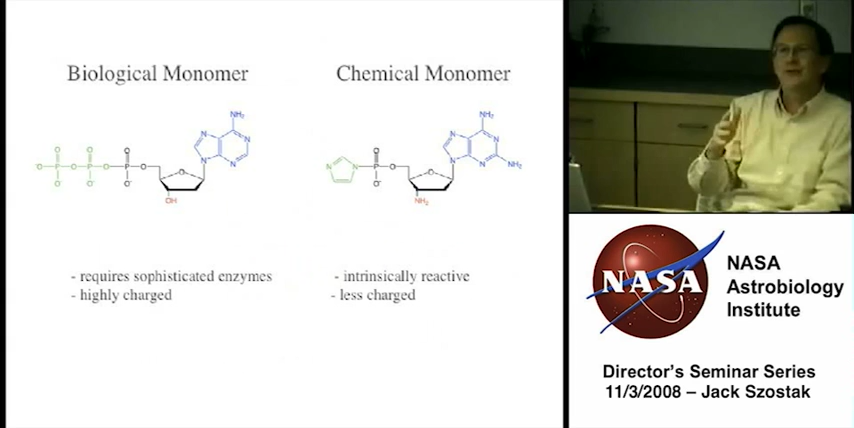 Biological Monomer
Chemical Monomer
NH₂
N
N
N
N
O
O
O
⁻O
P
O
P
O
P
O
O⁻
O⁻
O⁻
O
OH
NH₂
N
N
N
N
NH₂
N
N
O
P
O⁻
O
O
NH₂
- requires sophisticated enzymes
- highly charged
- intrinsically reactive
- less charged
NASA
NASA
Astrobiology
Institute
Director's Seminar Series
11/3/2008 – Jack Szostak